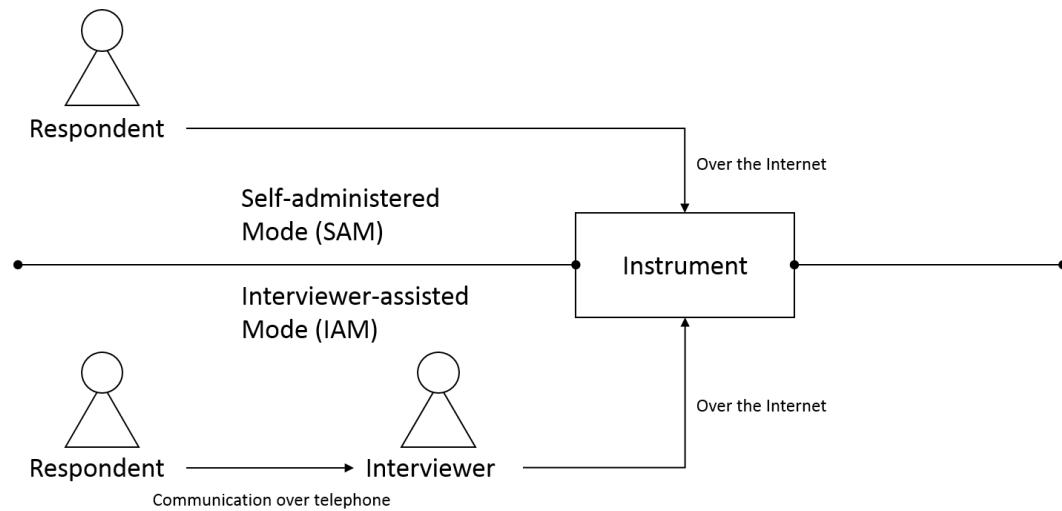 Respondent
Over the Internet
Self-administered
Mode (SAM)
Instrument
Interviewer-assisted
Mode (IAM)
Over the Internet
Respondent
Interviewer
Communication over telephone